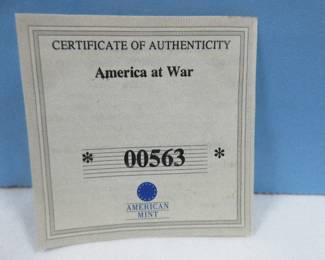 CERTIFICATE OF AUTHENTICITY
America at War
* 00563 *
AMERICAN
MINT